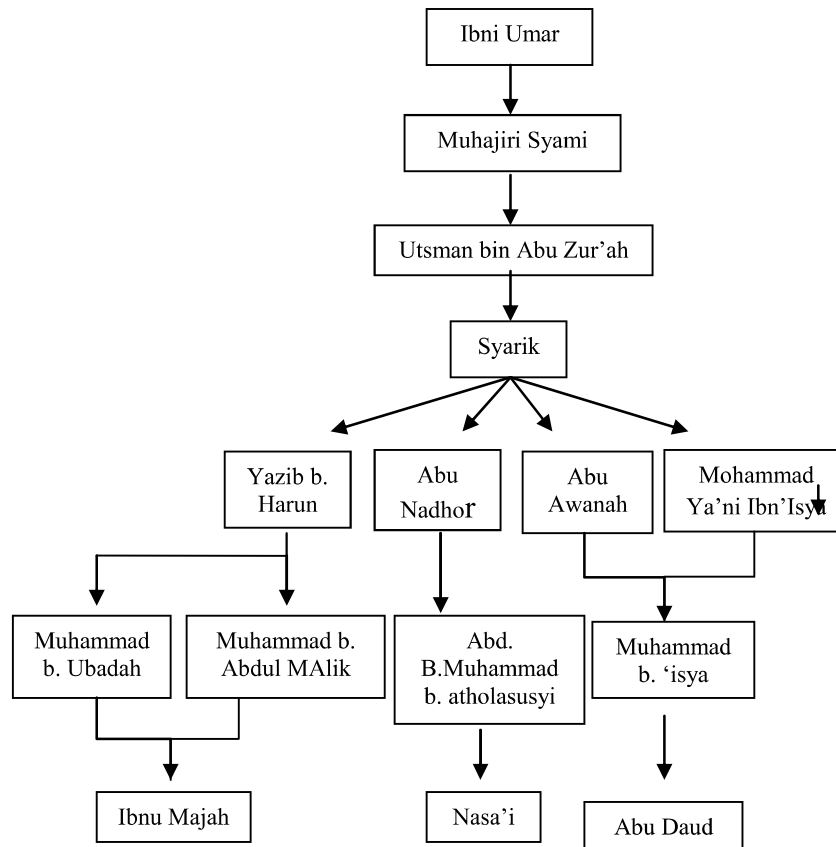 Ibni Umar
Muhajiri Syami
Utsman bin Abu Zur’ah
Syarik
Yazib b.
Harun
Abu
Nadhor
Abu
Awanah
Mohammad
Ya’ni Ibn’Isya
Muhammad
b. Ubadah
Muhammad b.
Abdul MAlik
Abd.
B.Muhammad
b. atholasusyi
Muhammad
b. ‘isya
Ibnu Majah
Nasa’i
Abu Daud